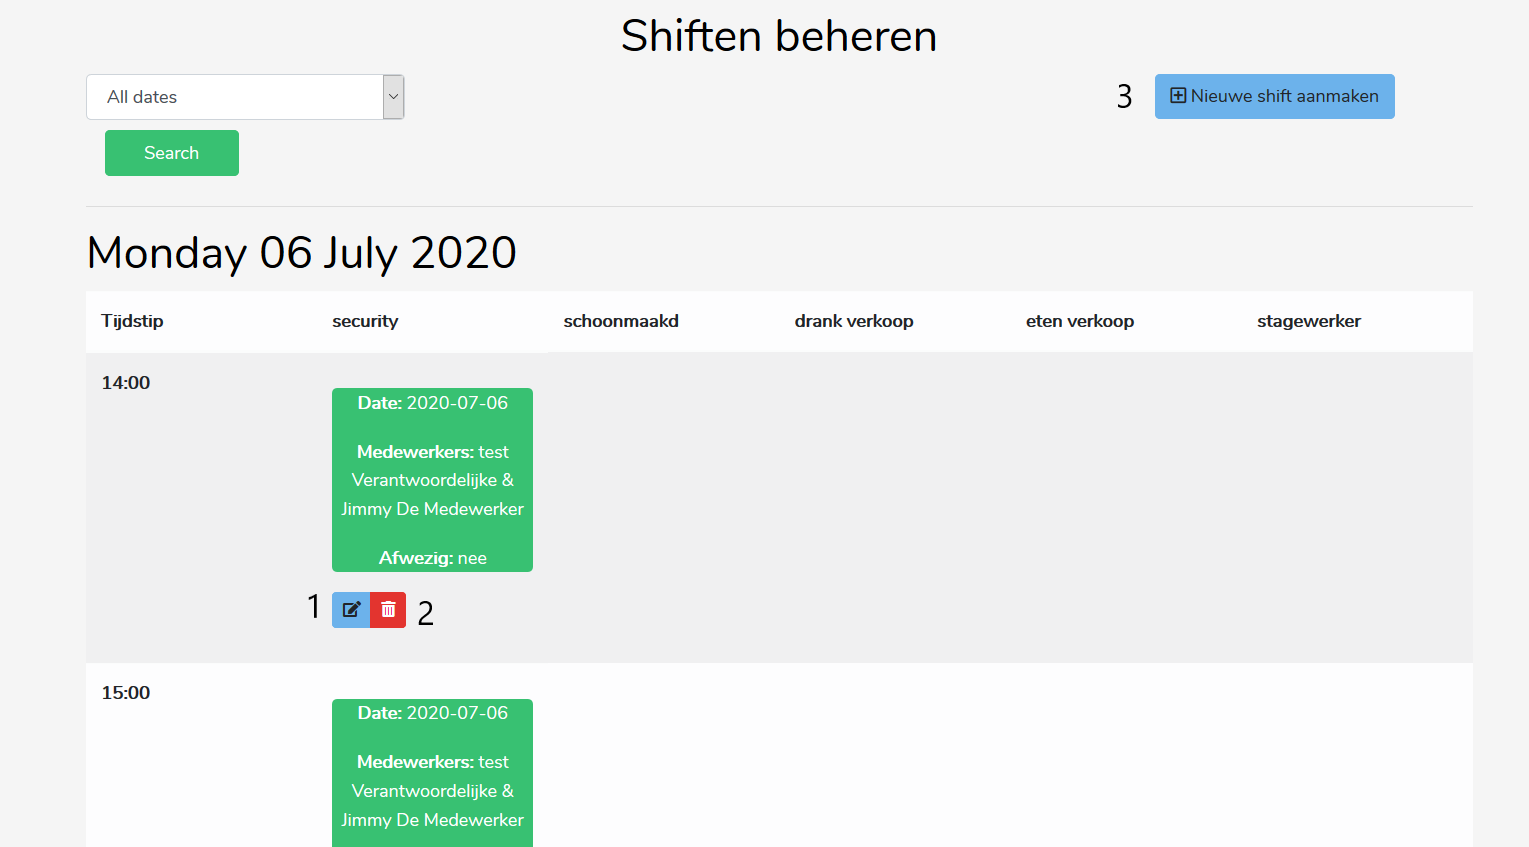 Shiften beheren
All dates
3
Nieuwe shift aanmaken
Search
Monday 06 July 2020
Tijdstip security schoonmaakd drank verkoop eten verkoop stagewerker
14:00
Date: 2020-07-06
Medewerkers: test
Verantwoordelijke &
Jimmy De Medewerker
Afwezig: nee
1
2
15:00
Date: 2020-07-06
Medewerkers: test
Verantwoordelijke &
Jimmy De Medewerker